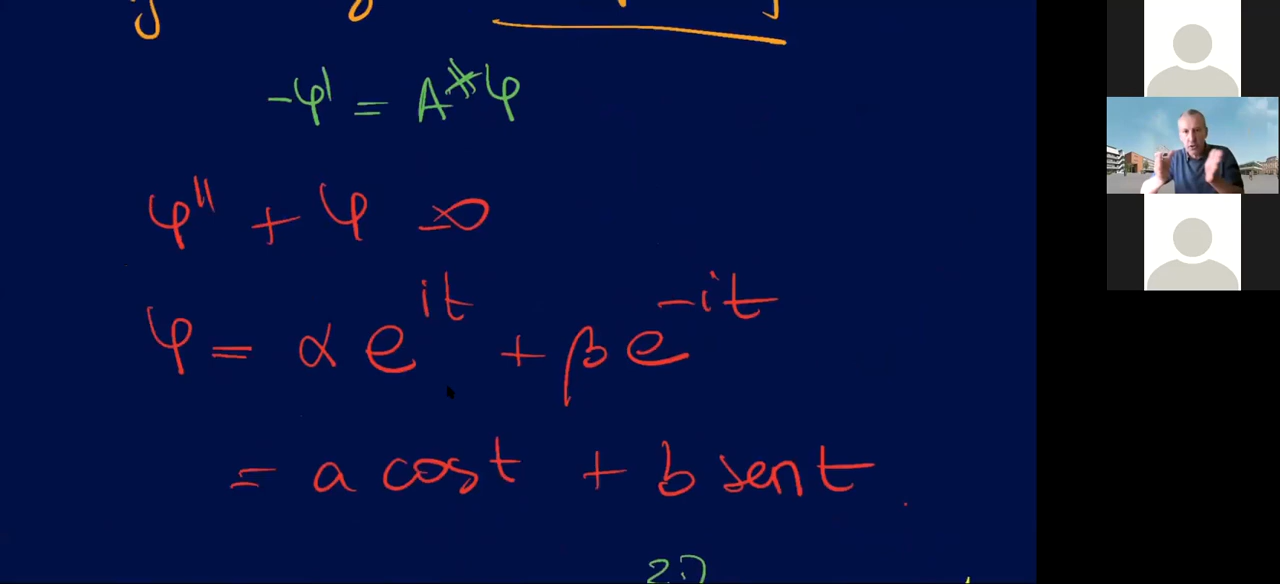 -φ' = A*φ
φ'' + φ = 0
φ = α e^{it} + β e^{-it}
= a cos t + b sen t